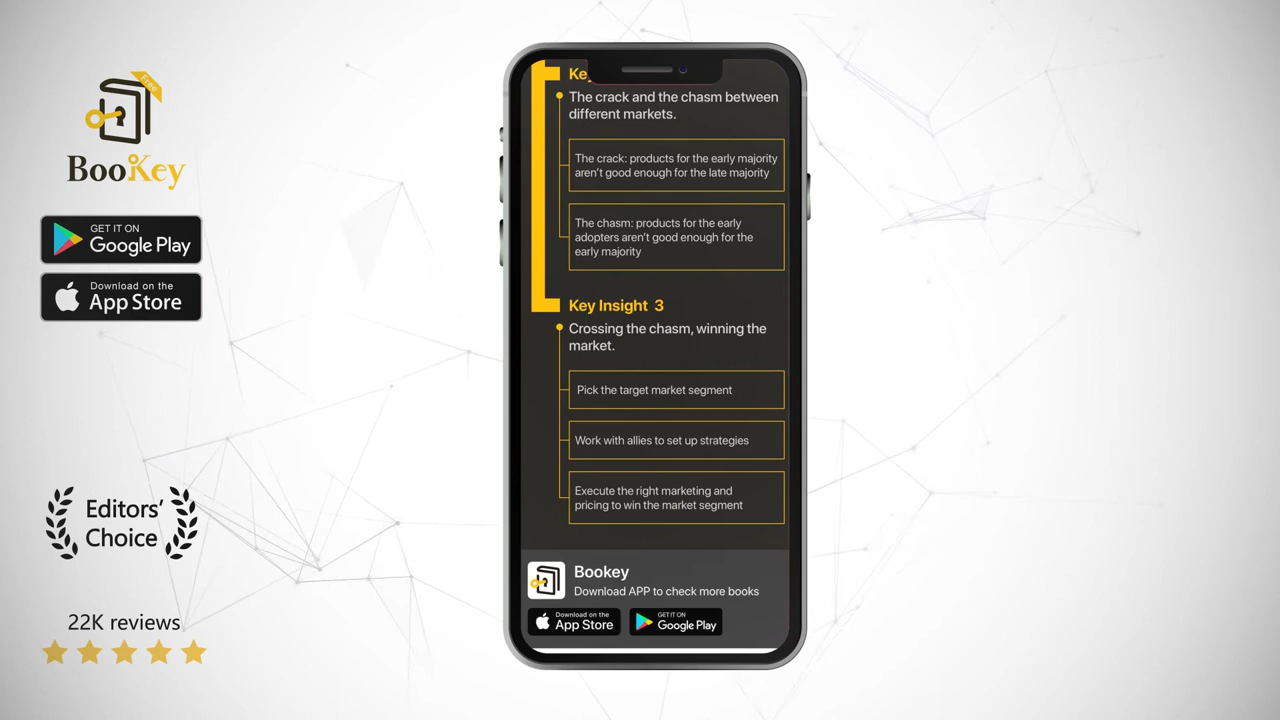 Free
BooKey
GET IT ON
Google Play
Download on the
App Store
Editors’
Choice
22K reviews
The crack and the chasm between
different markets.
The crack: products for the early majority
aren’t good enough for the late majority
The chasm: products for the early
adopters aren’t good enough for the
early majority
Key Insight 3
Crossing the chasm, winning the
market.
Pick the target market segment
Work with allies to set up strategies
Execute the right marketing and
pricing to win the market segment
Bookey
Download APP to check more books
Download on the
App Store
GET IT ON
Google Play